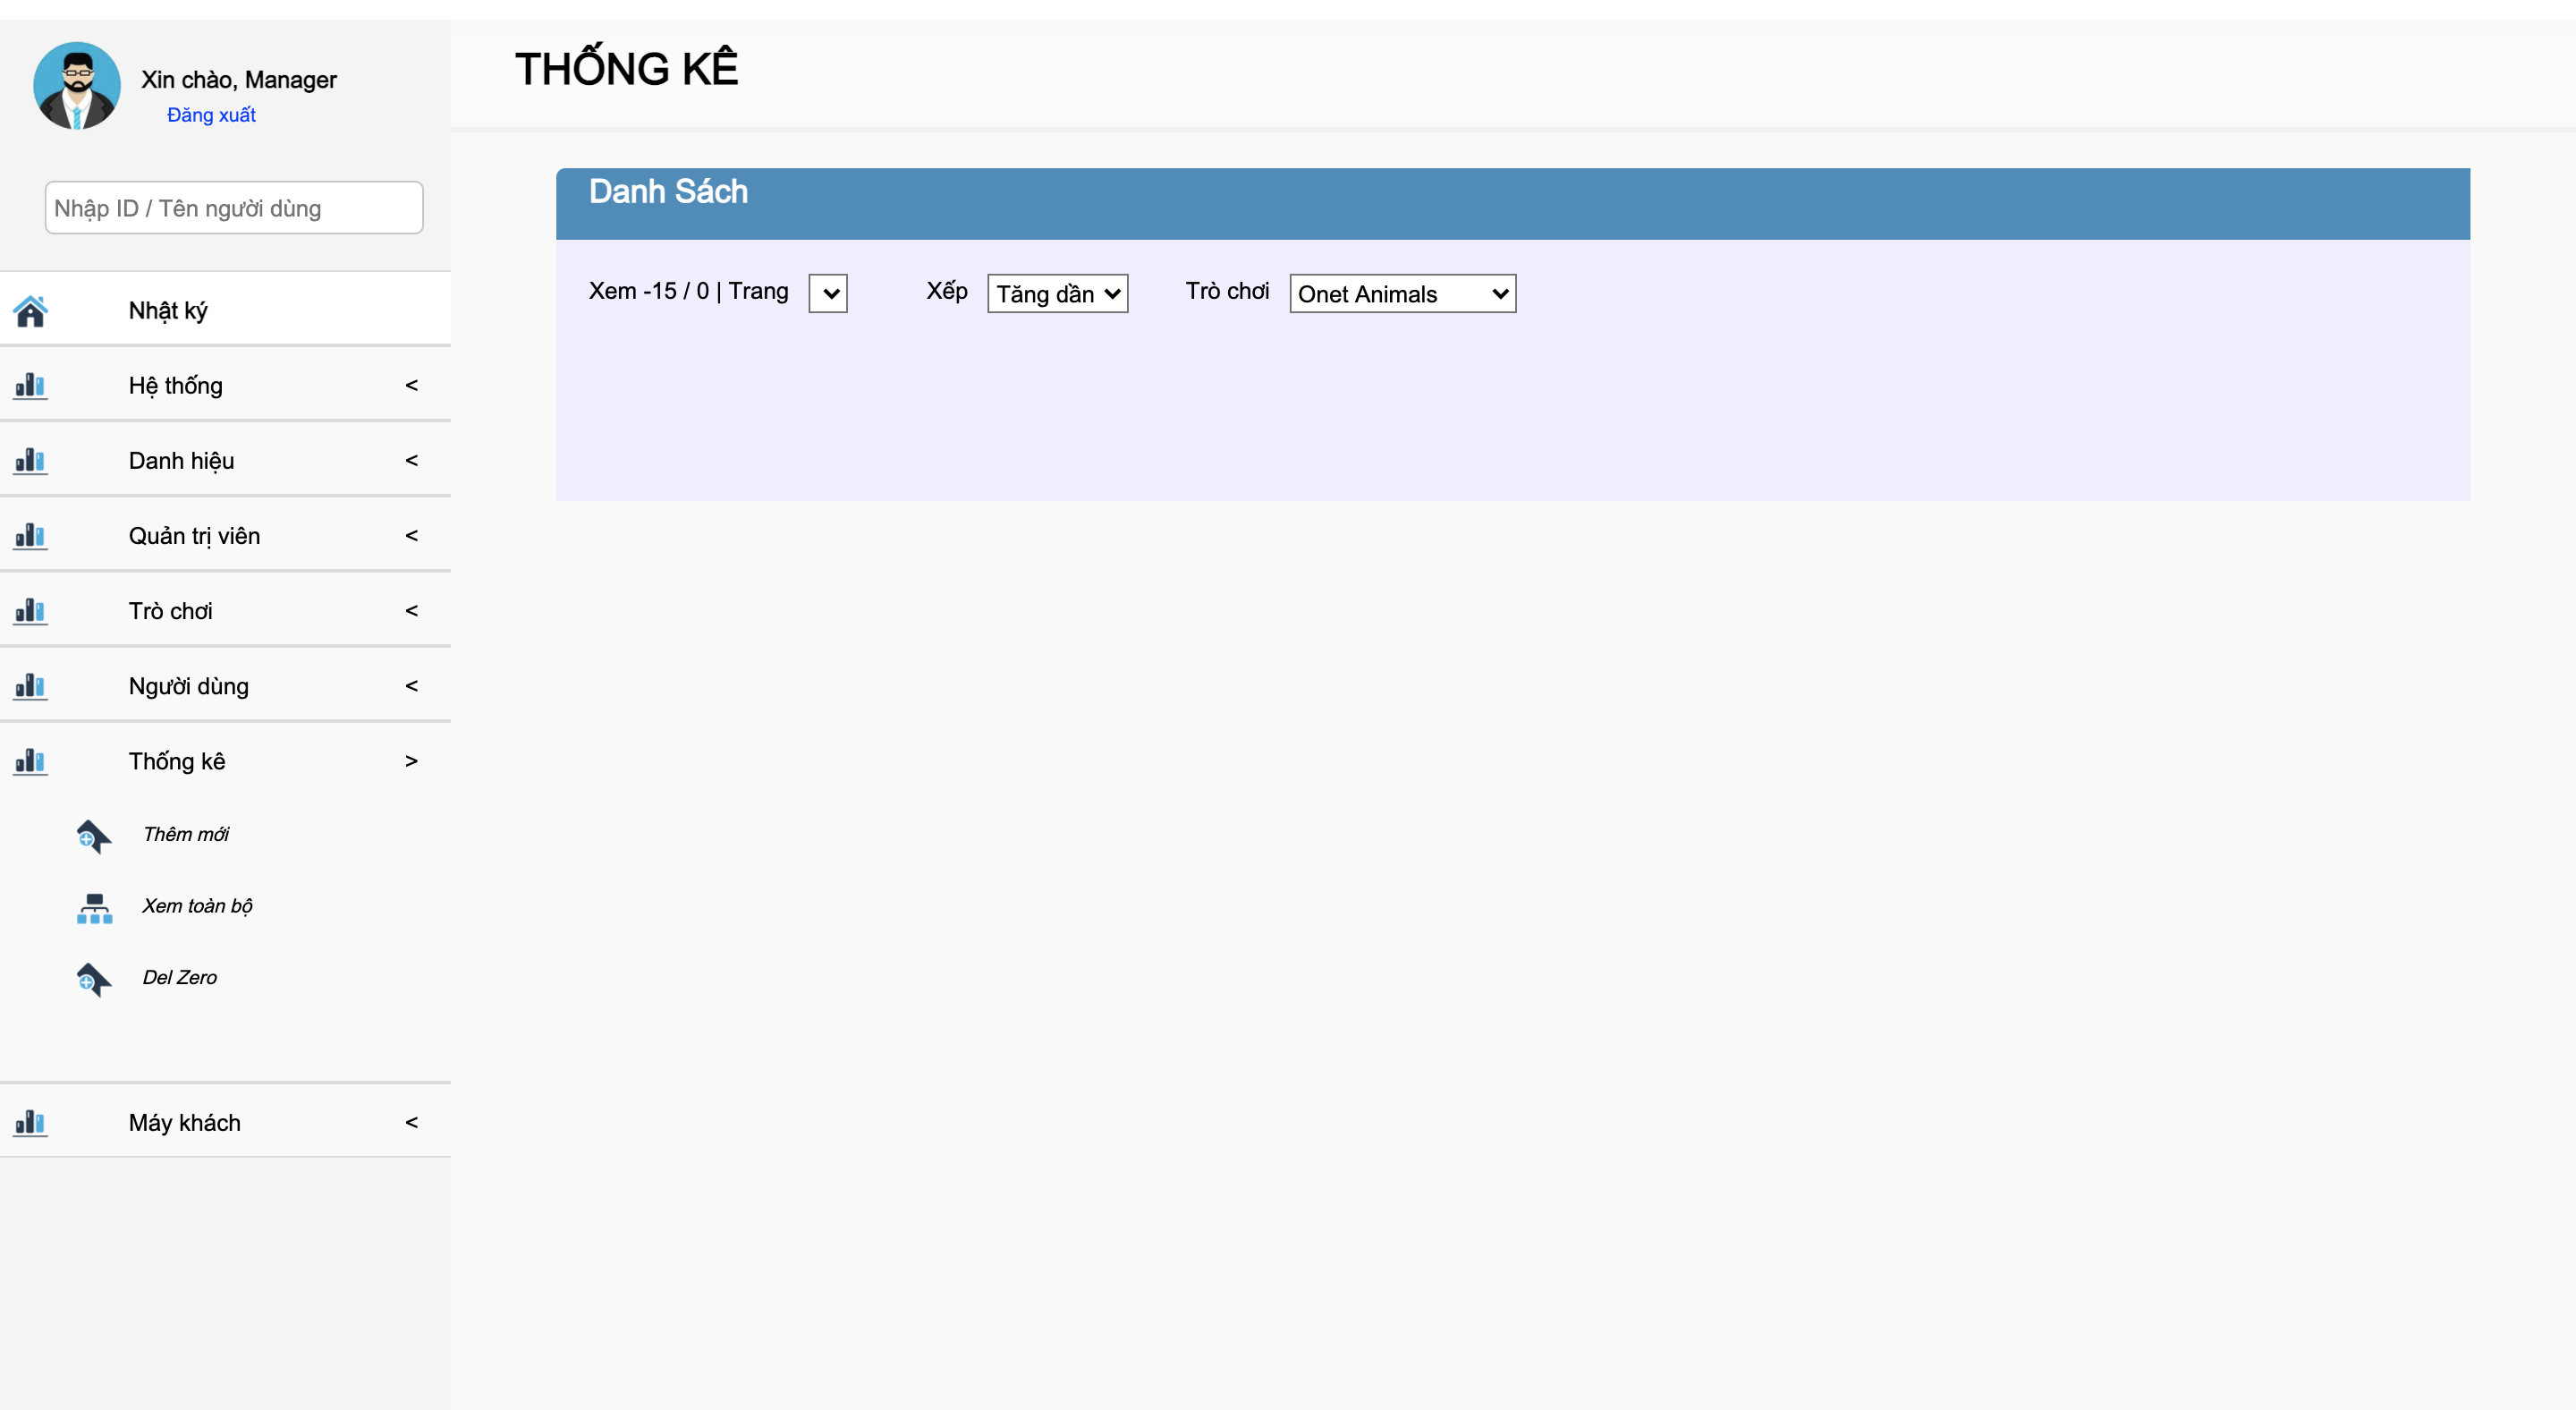 Xin chào, Manager
Đăng xuất
Nhập ID / Tên người dùng
Nhật ký
Hệ thống <
Danh hiệu <
Quản trị viên <
Trò chơi <
Người dùng <
Thống kê >
Thêm mới
Xem toàn bộ
Del Zero
Máy khách <
THỐNG KÊ
Danh Sách
Xem -15 / 0 | Trang Xếp Tăng dần Trò chơi Onet Animals